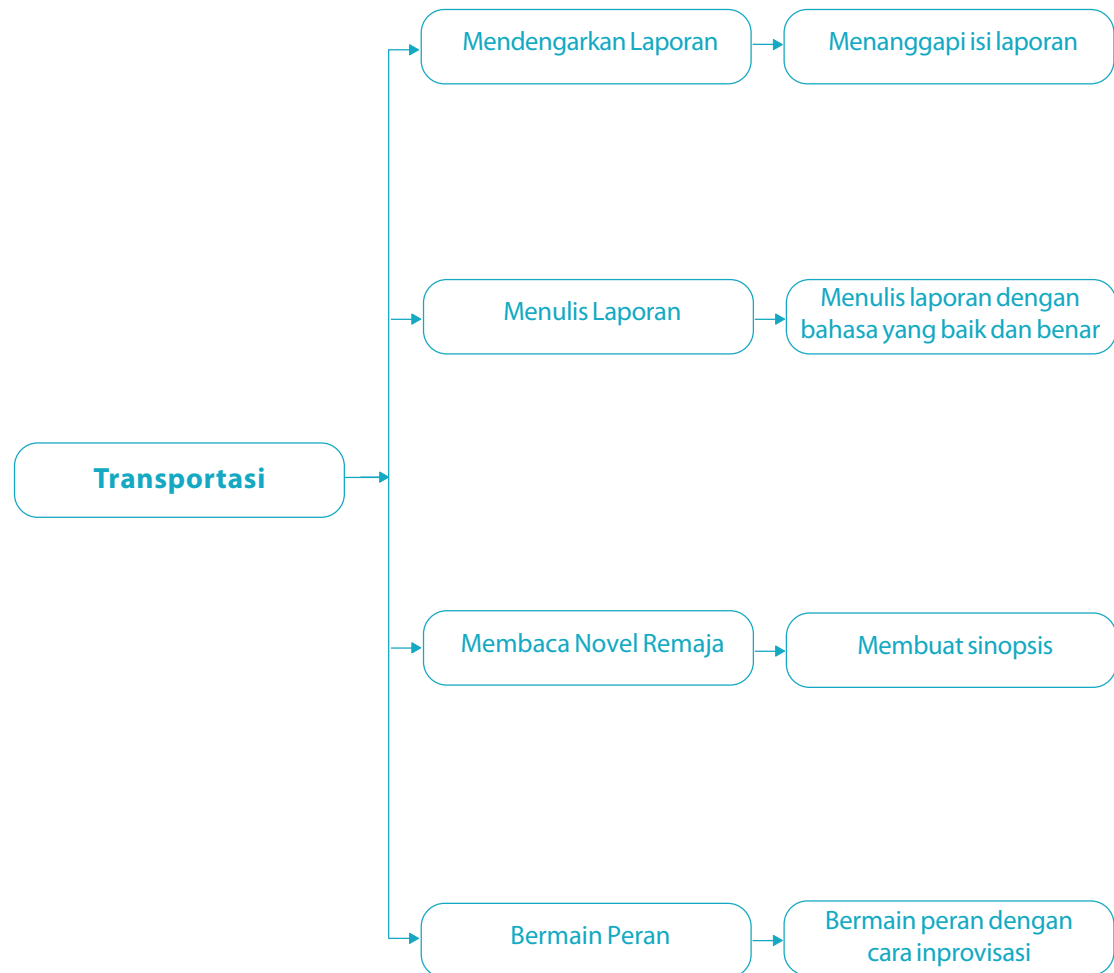 Mendengarkan Laporan
Menanggapi isi laporan
Menulis Laporan
Menulis laporan dengan
bahasa yang baik dan benar
Transportasi
Membaca Novel Remaja
Membuat sinopsis
Bermain Peran
Bermain peran dengan
cara inprovisasi